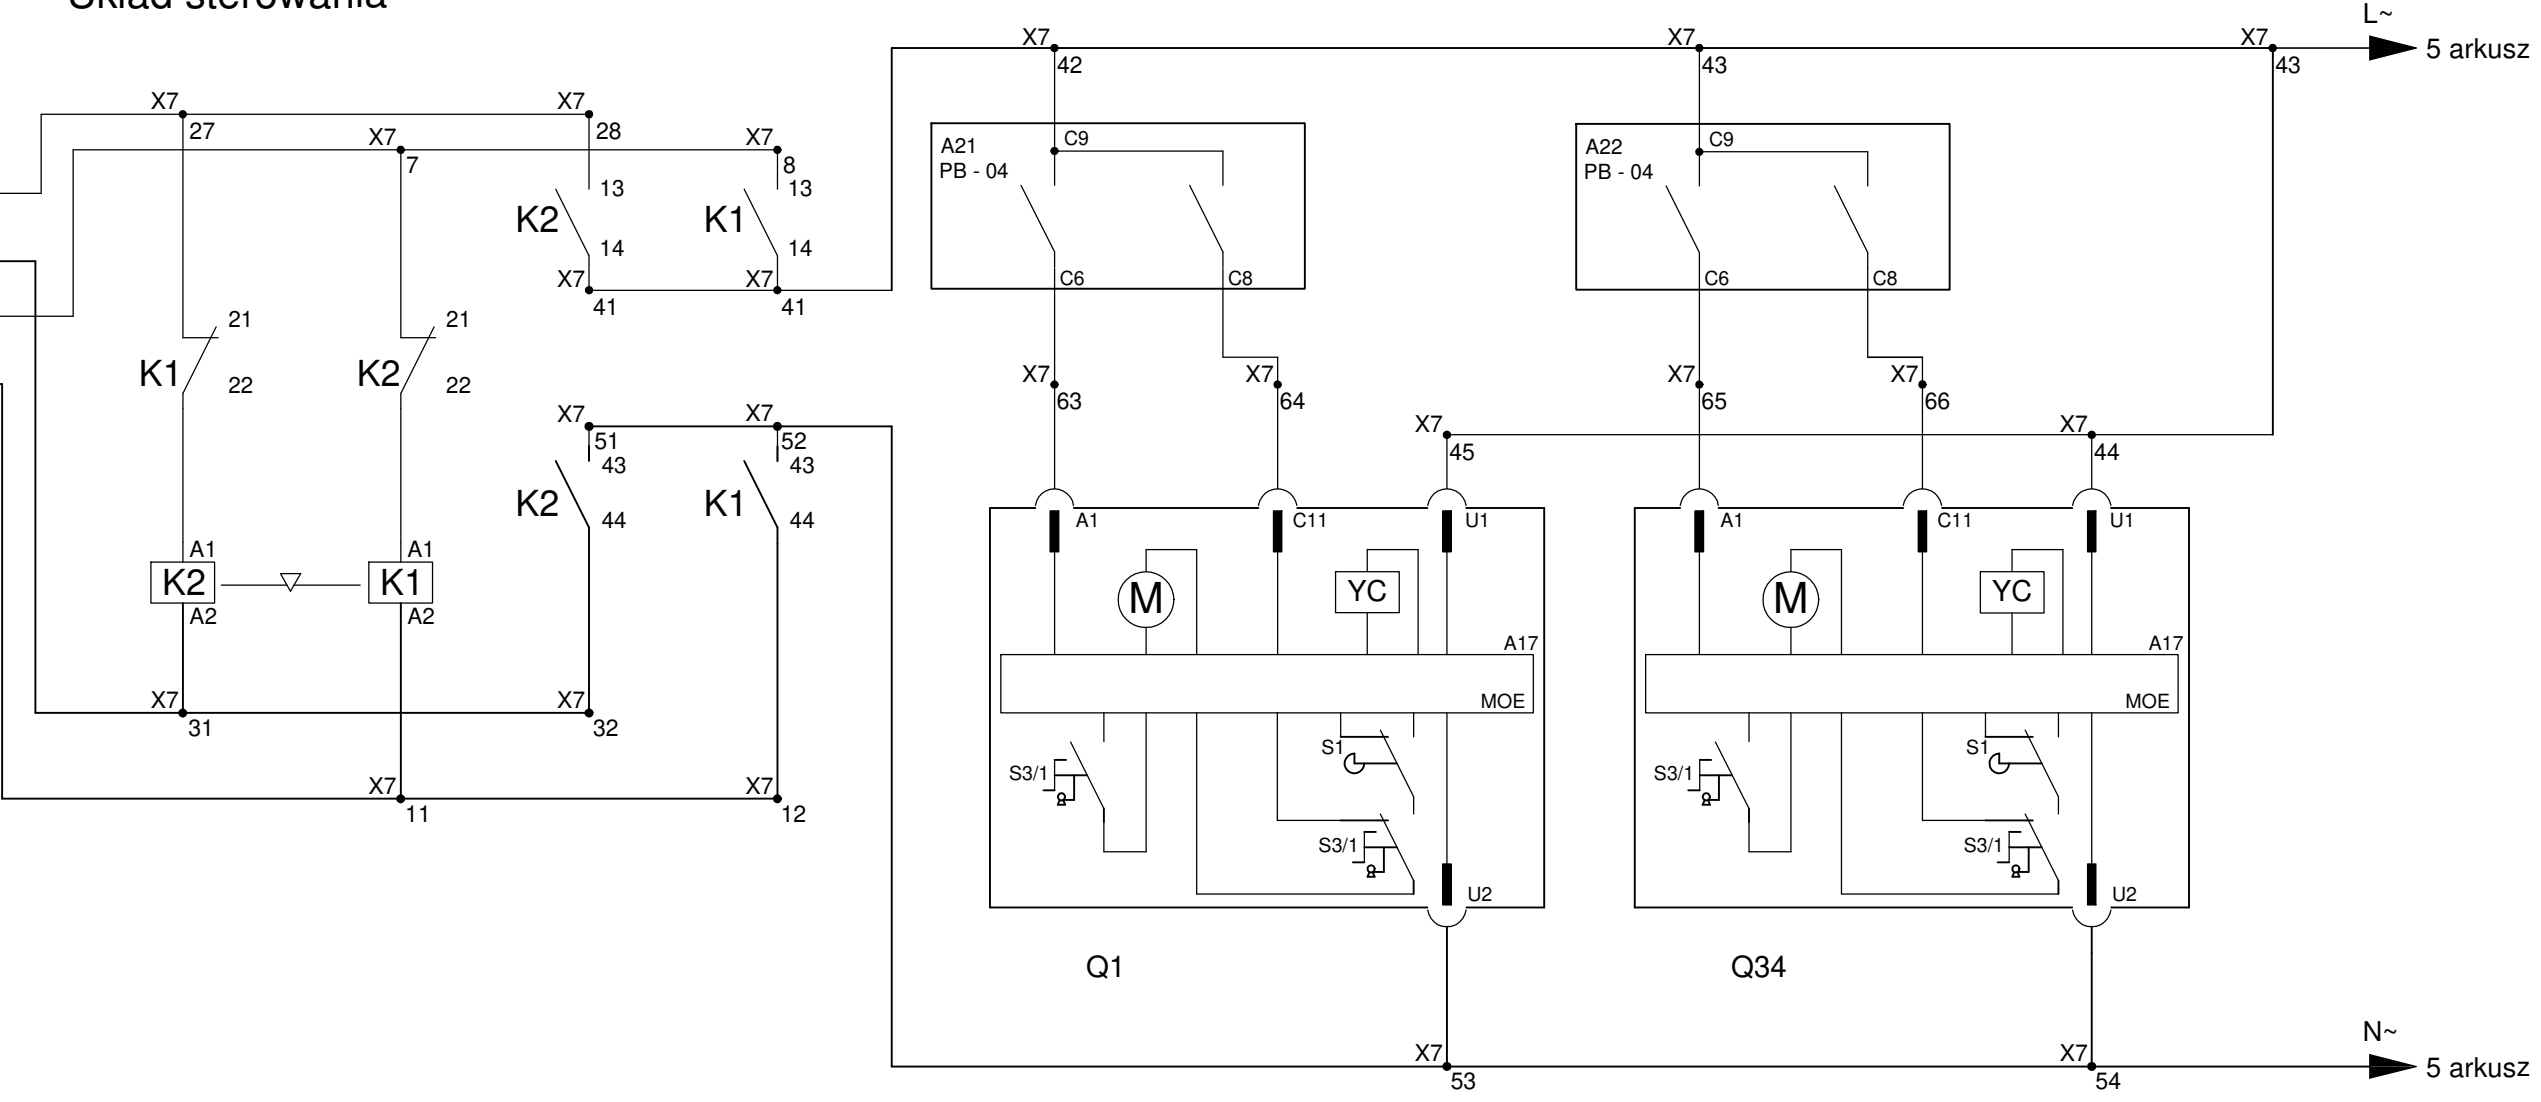 Układ sterowania
L~
X7
X7
X7
5 arkusz
42
43
43
X7
X7
27
28
X7
X7
7
8
A21
C9
PB - 04
C6
C8
A22
C9
PB - 04
C6
C8
K2
13
14
K1
13
14
X7
X7
41
41
K1
21
22
K2
21
22
X7
X7
X7
X7
63
64
65
66
X7
X7
51
52
X7
X7
45
44
K2
43
44
K1
43
44
A1
K2
A2
A1
K1
A2
A1
C11
U1
M
YC
A17
MOE
S3/1
S1
S3/1
U2
A1
C11
U1
M
YC
A17
MOE
S3/1
S1
S3/1
U2
X7
X7
31
32
X7
X7
11
12
Q1
Q34
X7
X7
53
54
N~
5 arkusz